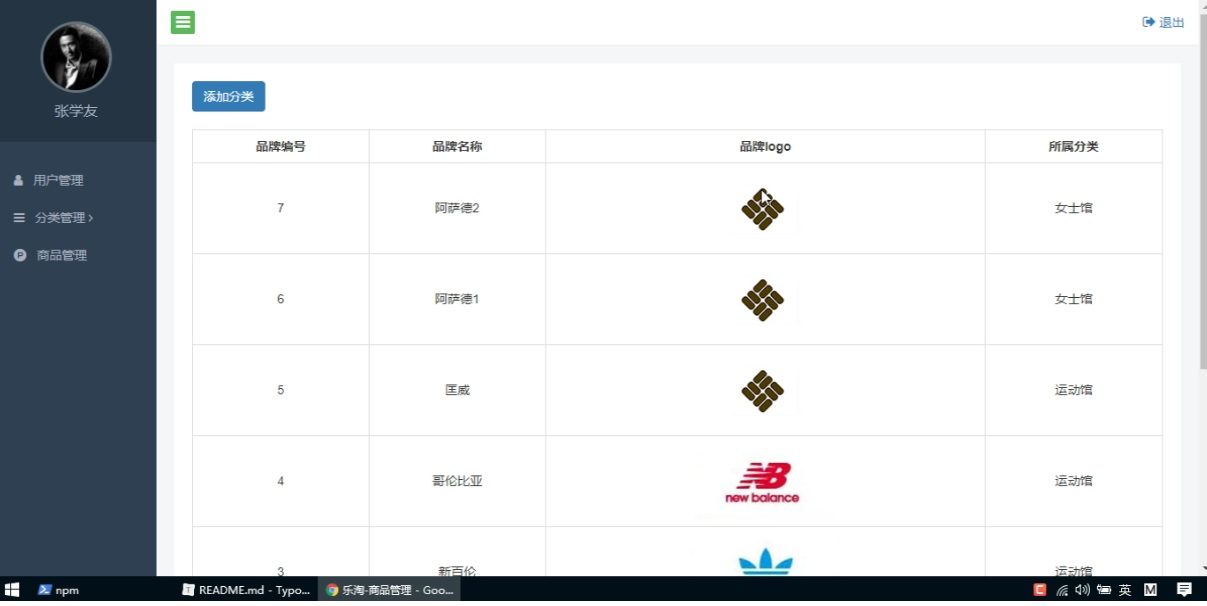 退出
张学友
用户管理
分类管理 ›
商品管理
添加分类
品牌编号 品牌名称 品牌logo 所属分类
7 阿萨德2 女士馆
6 阿萨德1 女士馆
5 匡威 运动馆
4 哥伦比亚 NB new balance 运动馆
3 新百伦 运动馆
npm README.md - Typo... 乐淘-商品管理 - Goo... 英 M